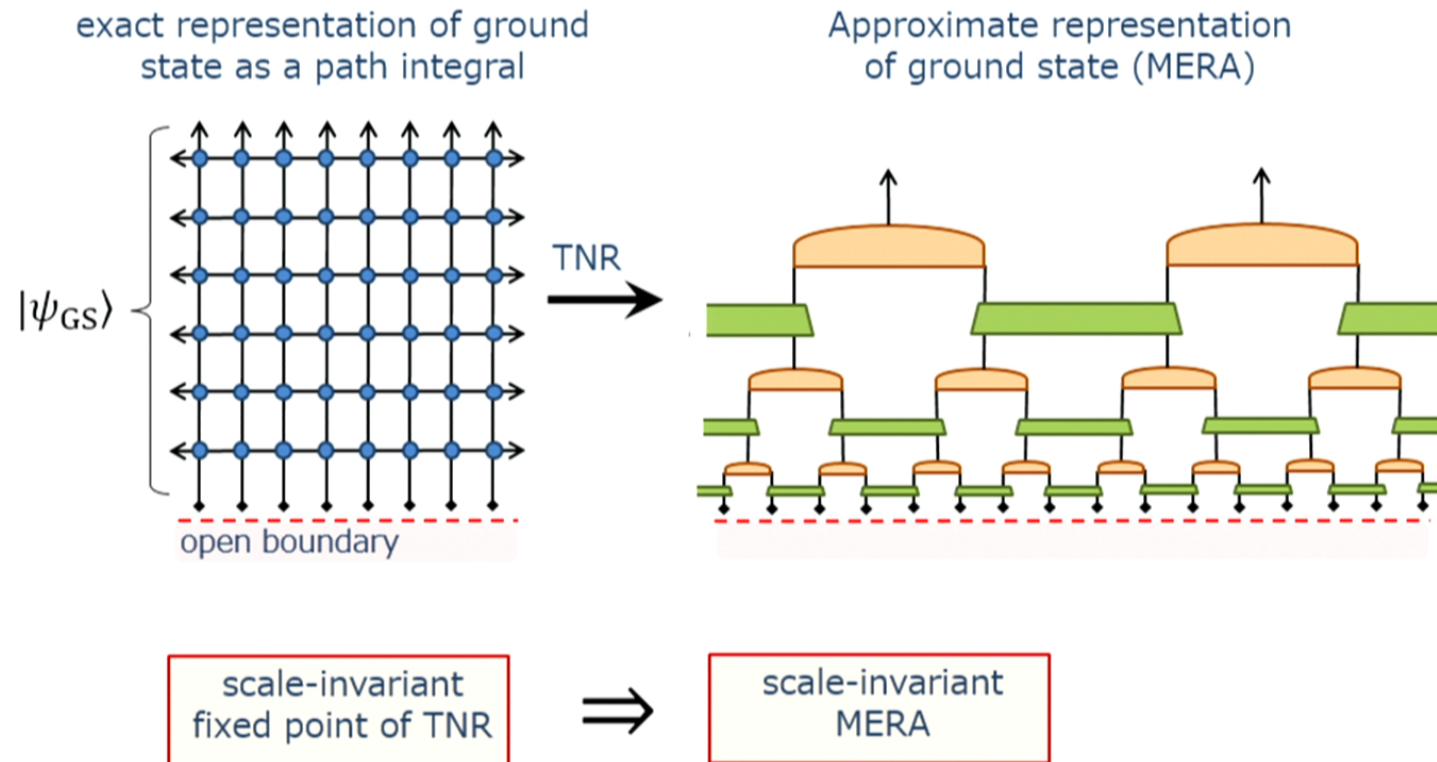 exact representation of ground
state as a path integral
Approximate representation
of ground state (MERA)
TNR
|ψGS⟩
open boundary
scale-invariant
fixed point of TNR
⇒
scale-invariant
MERA